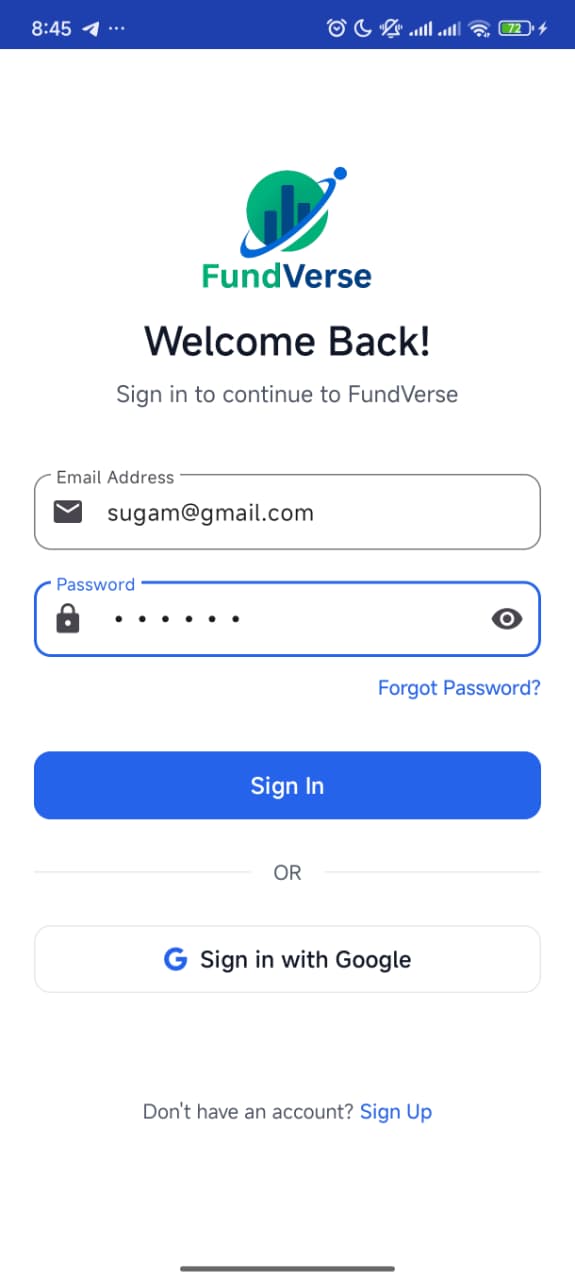 8:45
72
FundVerse
Welcome Back!
Sign in to continue to FundVerse
Email Address
sugam@gmail.com
Password
••••••
Forgot Password?
Sign In
OR
G Sign in with Google
Don't have an account? Sign Up